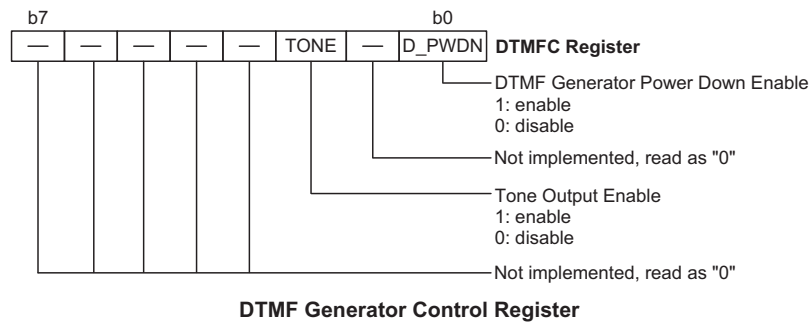 b7 b0
— — — — — TONE — D_PWDN DTMFC Register
DTMF Generator Power Down Enable
1: enable
0: disable
Not implemented, read as "0"
Tone Output Enable
1: enable
0: disable
Not implemented, read as "0"
DTMF Generator Control Register